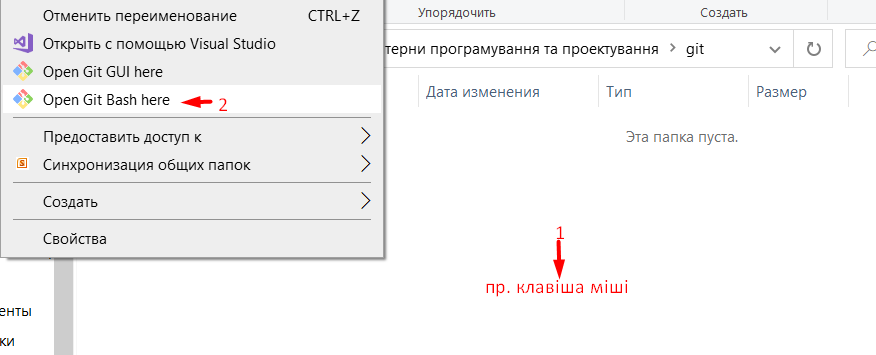 Отменить переименование CTRL+Z
Открыть с помощью Visual Studio
Open Git GUI here
Open Git Bash here
2
Предоставить доступ к
Синхронизация общих папок
S
Создать
Свойства
Упорядочить Создать
терни програмування та проектування > git
Дата изменения Тип Размер
Эта папка пуста.
1
пр. клавіша міші
енты
ки